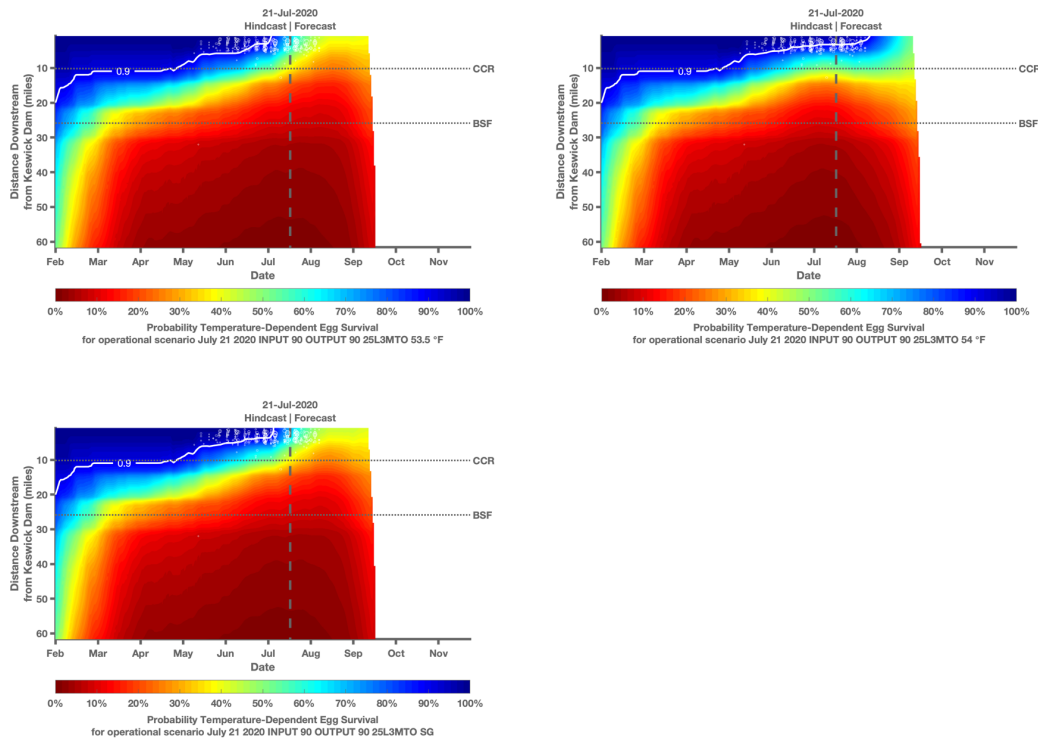 21-Jul-2020
Hindcast | Forecast
0.9
CCR
BSF
10
20
30
40
50
60
Distance Downstream
from Keswick Dam (miles)
Feb Mar Apr May Jun Jul Aug Sep Oct Nov
Date
0% 10% 20% 30% 40% 50% 60% 70% 80% 90% 100%
Probability Temperature-Dependent Egg Survival
for operational scenario July 21 2020 INPUT 90 OUTPUT 90 25L3MTO 53.5 °F
21-Jul-2020
Hindcast | Forecast
0.9
CCR
BSF
10
20
30
40
50
60
Distance Downstream
from Keswick Dam (miles)
Feb Mar Apr May Jun Jul Aug Sep Oct Nov
Date
0% 10% 20% 30% 40% 50% 60% 70% 80% 90% 100%
Probability Temperature-Dependent Egg Survival
for operational scenario July 21 2020 INPUT 90 OUTPUT 90 25L3MTO 54 °F
21-Jul-2020
Hindcast | Forecast
0.9
CCR
BSF
10
20
30
40
50
60
Distance Downstream
from Keswick Dam (miles)
Feb Mar Apr May Jun Jul Aug Sep Oct Nov
Date
0% 10% 20% 30% 40% 50% 60% 70% 80% 90% 100%
Probability Temperature-Dependent Egg Survival
for operational scenario July 21 2020 INPUT 90 OUTPUT 90 25L3MTO SG